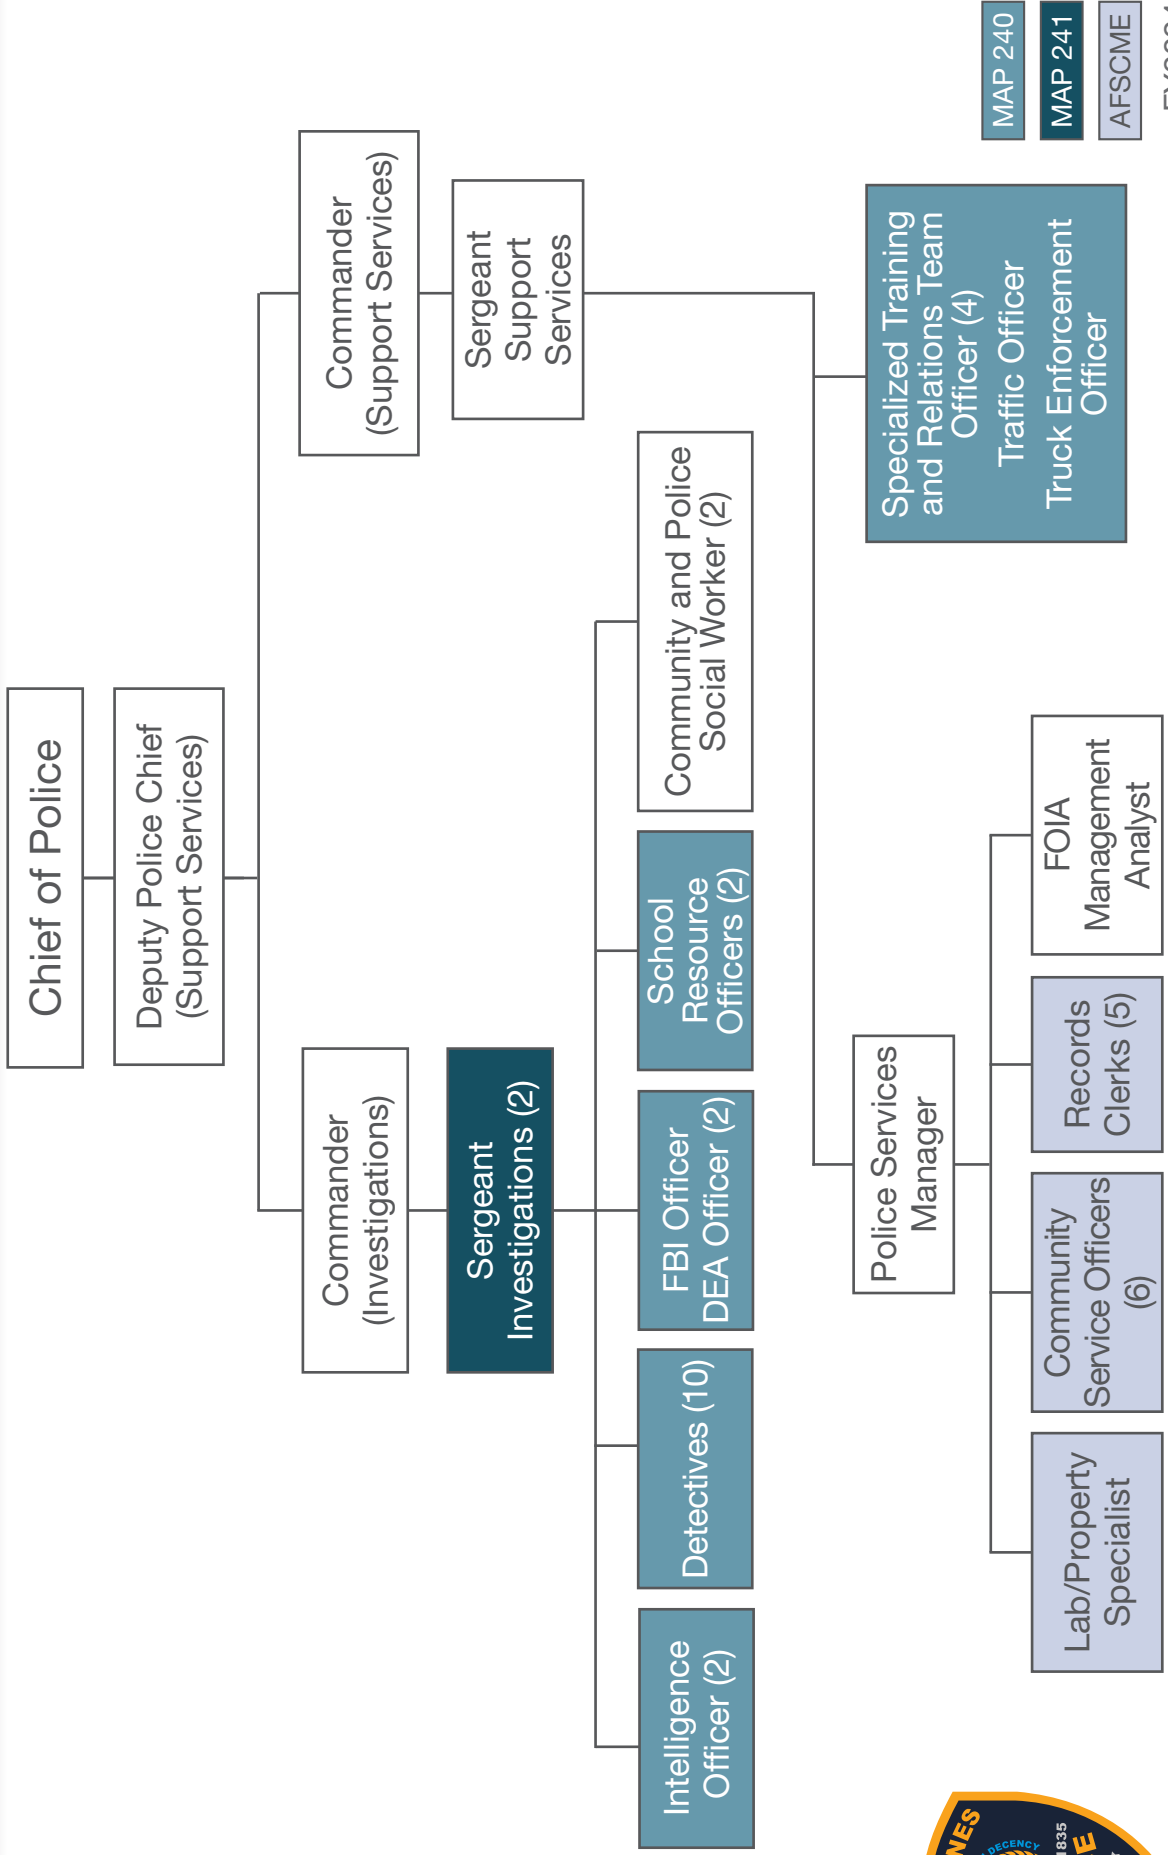 Chief of Police
Deputy Police Chief
(Support Services)
Commander
(Investigations)
Commander
(Support Services)
Sergeant
Investigations (2)
Sergeant
Support
Services
Intelligence
Officer (2)
Detectives (10)
FBI Officer
DEA Officer (2)
School
Resource
Officers (2)
Community and Police
Social Worker (2)
Police Services
Manager
Specialized Training
and Relations Team
Officer (4)
Traffic Officer
Truck Enforcement
Officer
Lab/Property
Specialist
Community
Service Officers
(6)
Records
Clerks (5)
FOIA
Management
Analyst
MAP 240
MAP 241
AFSCME
DECENCY
1835